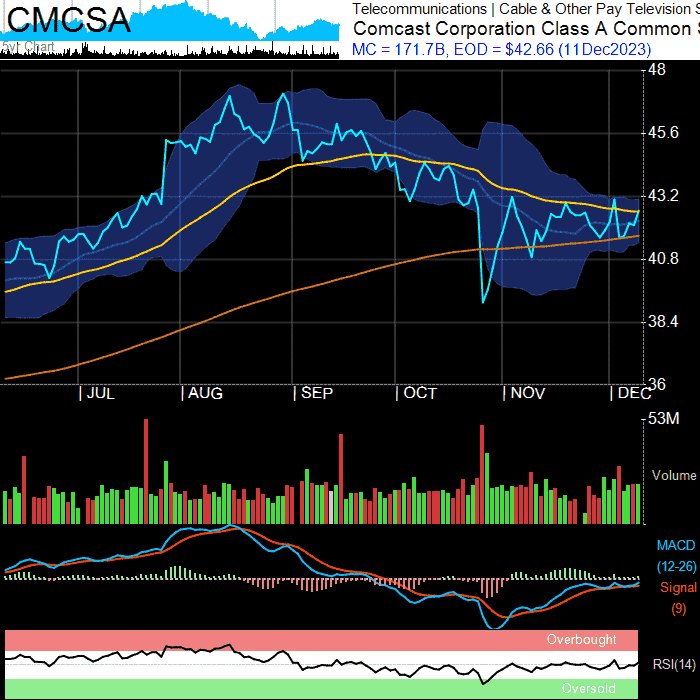 CMCSA
5yr Chart
Telecommunications | Cable & Other Pay Television S
Comcast Corporation Class A Common S
MC = 171.7B, EOD = $42.66 (11Dec2023)
48
45.6
43.2
40.8
38.4
36
| JUL | AUG | SEP | OCT | NOV | DEC
53M
Volume
MACD
(12-26)
Signal
(9)
Overbought
RSI(14)
Oversold